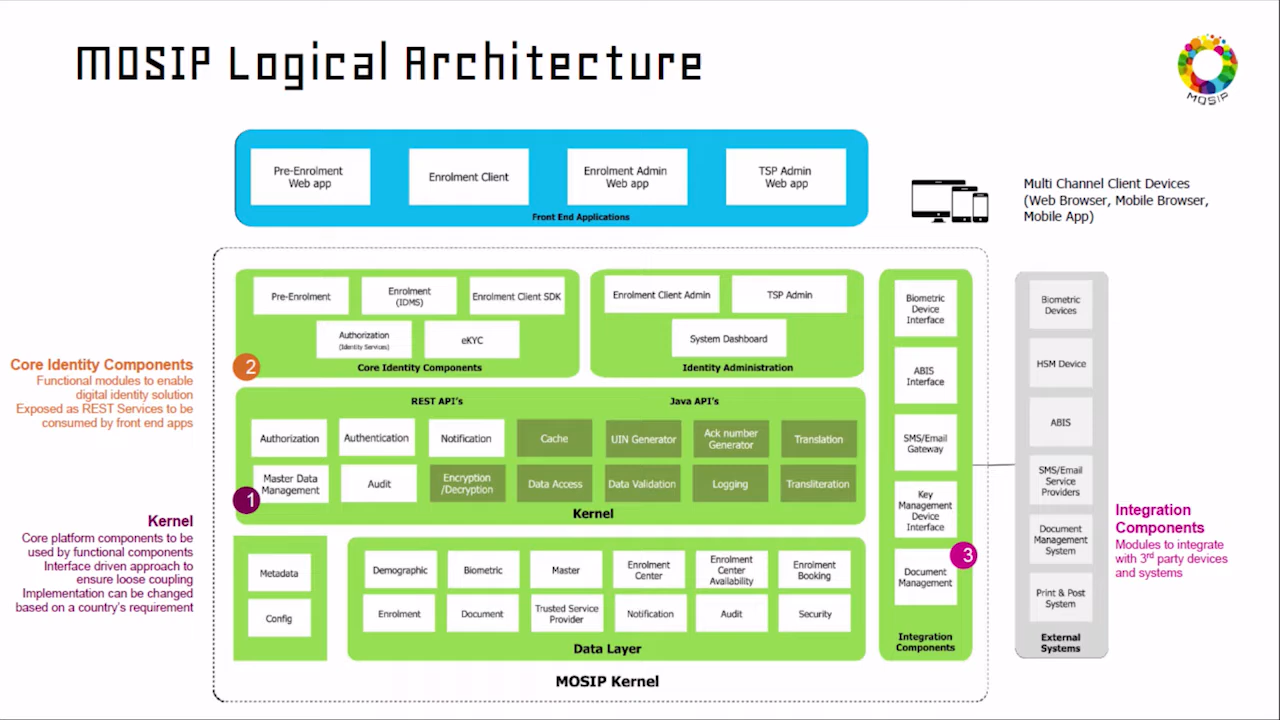 MOSIP Logical Architecture
MOSIP
Pre-Enrolment
Web app
Enrolment Client
Enrolment Admin
Web app
TSP Admin
Web app
Front End Applications
Multi Channel Client Devices
(Web Browser, Mobile Browser,
Mobile App)
Pre-Enrolment
Enrolment
(IDMS)
Enrolment Client SDK
Authorization
(Identity Services)
eKYC
2
Core Identity Components
Enrolment Client Admin
TSP Admin
System Dashboard
Identity Administration
Core Identity Components
Functional modules to enable
digital identity solution
Exposed as REST Services to be
consumed by front end apps
REST API's
Java API's
Authorization
Authentication
Notification
Cache
UIN Generator
Ack number
Generator
Translation
Master Data
Management
Audit
Encryption
/Decryption
Data Access
Data Validation
Logging
Transliteration
1
Kernel
Kernel
Core platform components to be
used by functional components
Interface driven approach to
ensure loose coupling
Implementation can be changed
based on a country's requirement
Metadata
Config
Demographic
Biometric
Master
Enrolment
Center
Enrolment
Center
Availability
Enrolment
Booking
Enrolment
Document
Trusted Service
Provider
Notification
Audit
Security
Data Layer
MOSIP Kernel
Biometric
Device
Interface
ABIS
Interface
SMS/Email
Gateway
Key
Management
Device
Interface
3
Document
Management
Integration
Components
Biometric
Devices
HSM Device
ABIS
SMS/Email
Service
Providers
Document
Management
System
Print & Post
System
External
Systems
Integration
Components
Modules to integrate
with 3rd party devices
and systems